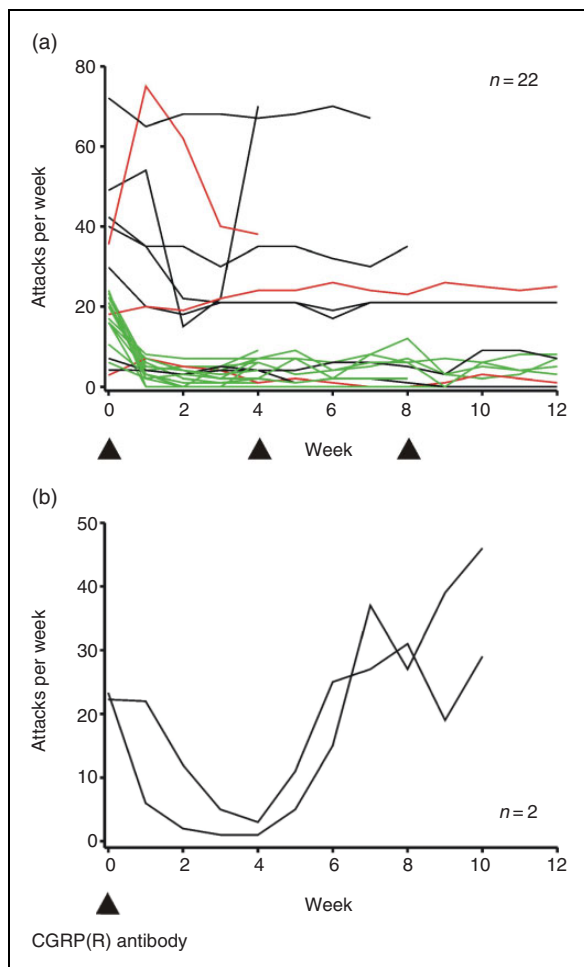 (a)
80
60
40
20
0
Attacks per week
n = 22
0 2 4 6 8 10 12
Week
(b)
50
40
30
20
10
0
Attacks per week
n = 2
0 2 4 6 8 10 12
Week
CGRP(R) antibody